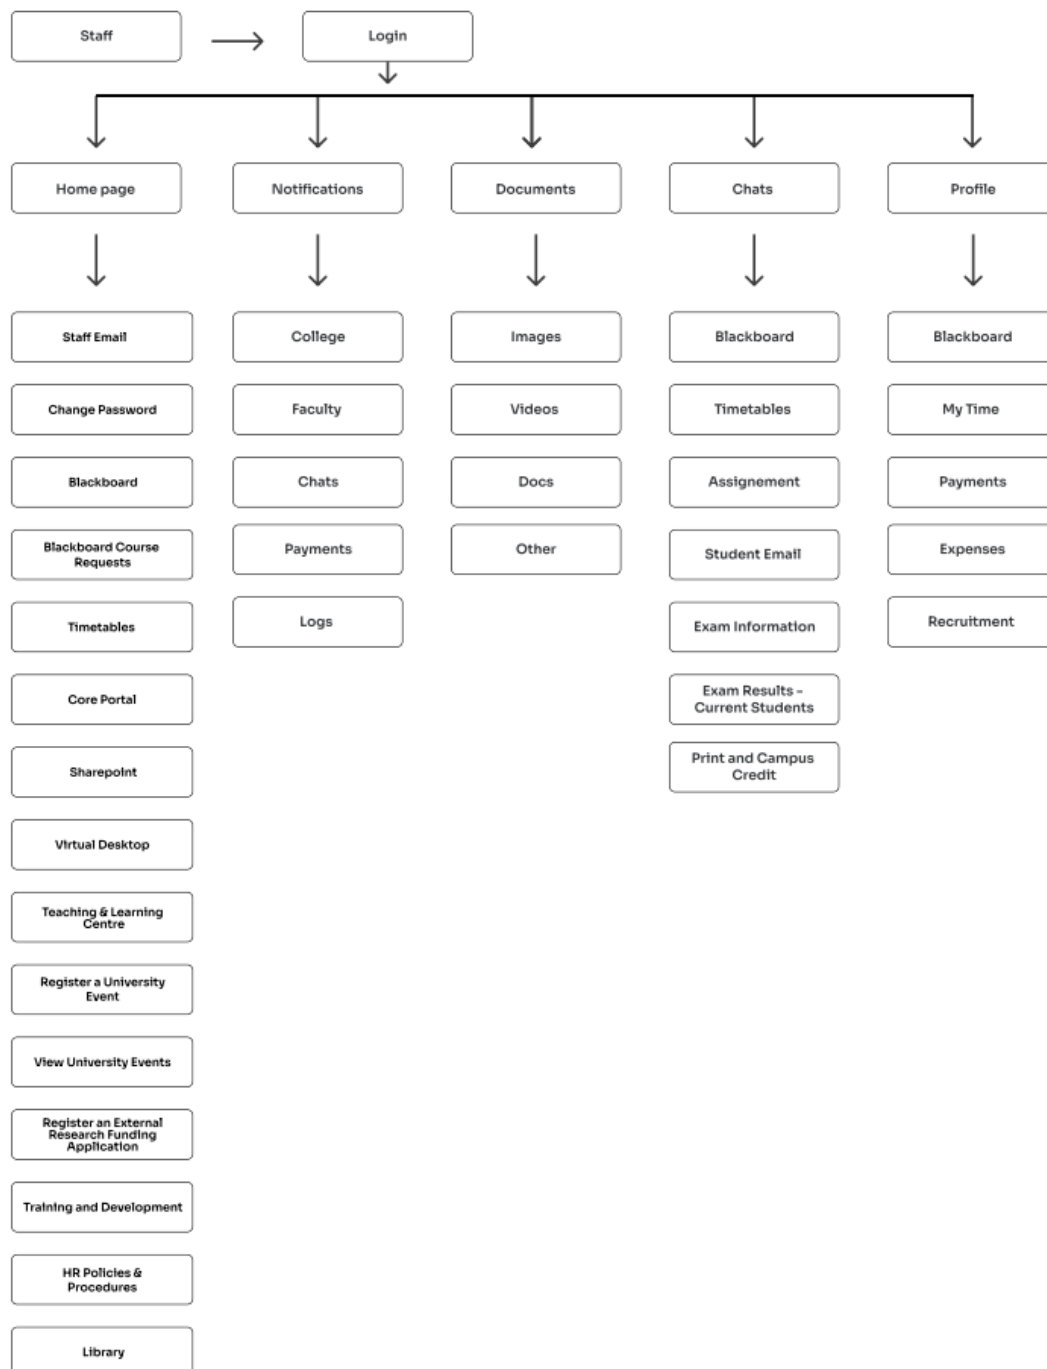 Staff
Login
Home page
Notifications
Documents
Chats
Profile
Staff Email
College
Images
Blackboard
Blackboard
Change Password
Faculty
Videos
Timetables
My Time
Blackboard
Chats
Docs
Assignement
Payments
Blackboard Course
Requests
Payments
Other
Student Email
Expenses
Timetables
Logs
Exam Information
Recruitment
Core Portal
Exam Results -
Current Students
Sharepoint
Print and Campus
Credit
Virtual Desktop
Teaching & Learning
Centre
Register a University
Event
View University Events
Register an External
Research Funding
Application
Training and Development
HR Policies &
Procedures
Library